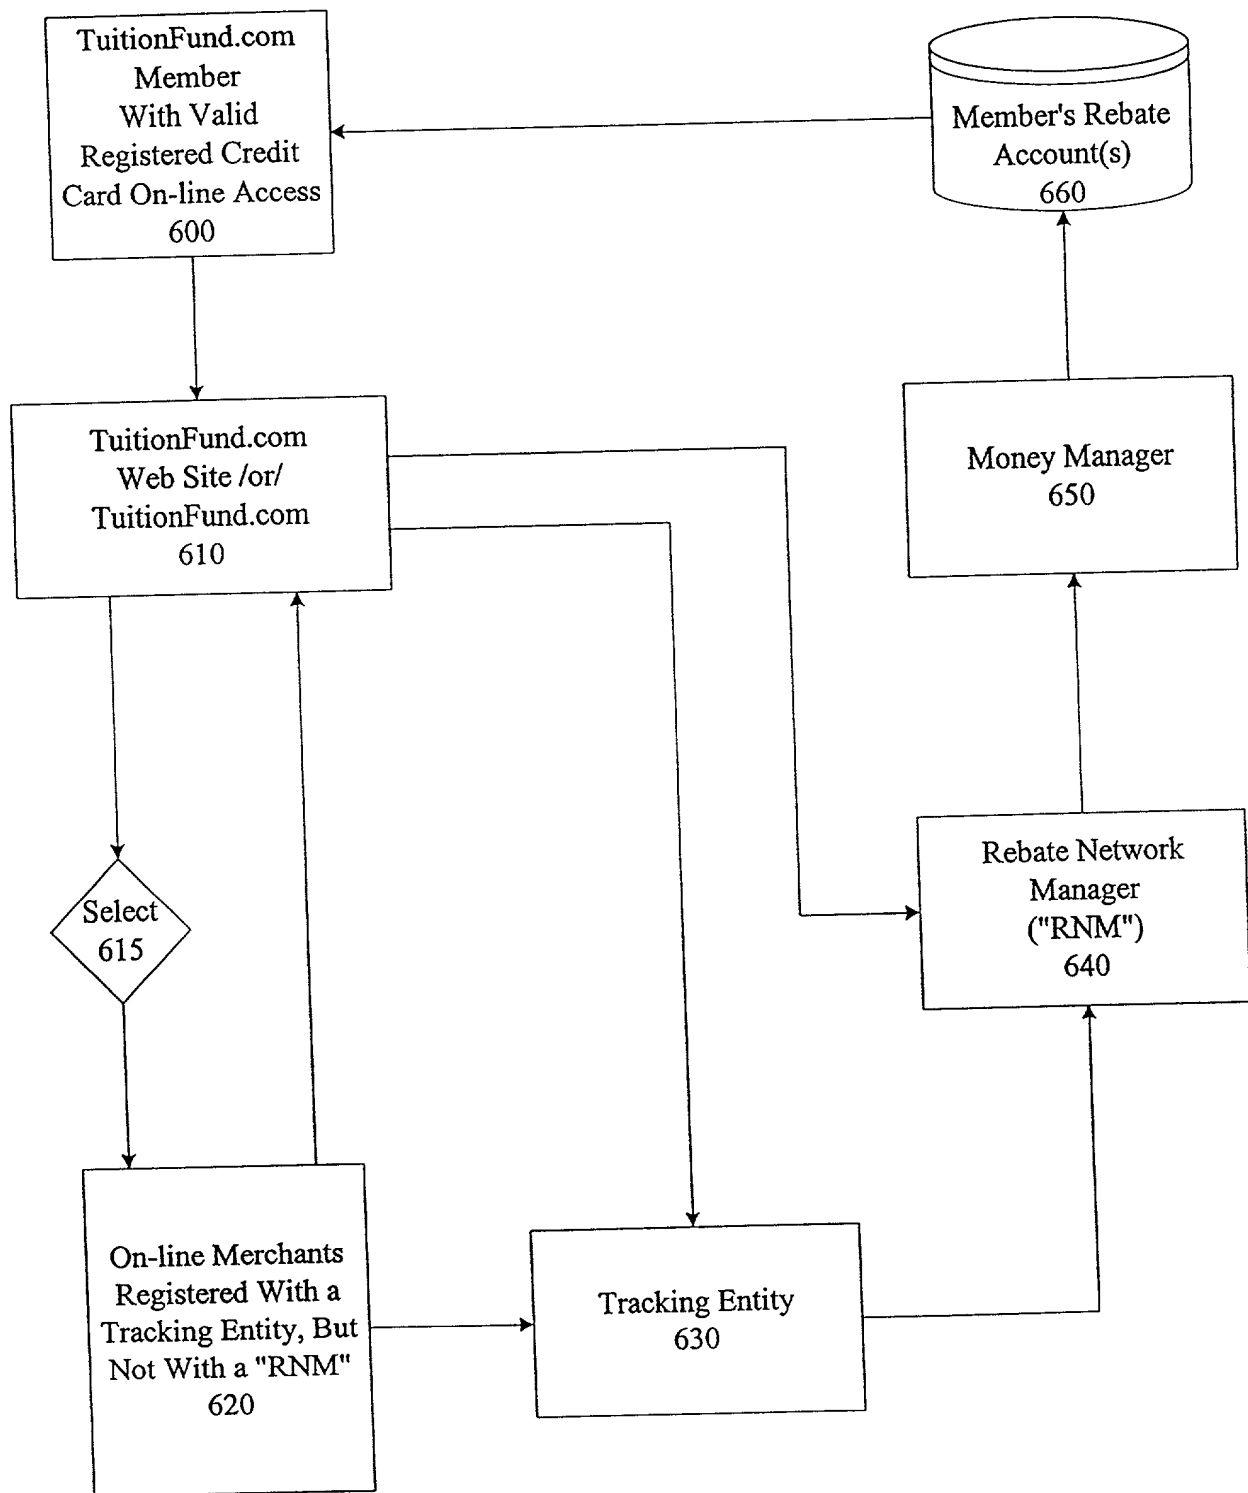 TuitionFund.com
Member
With Valid
Registered Credit
Card On-line Access
600
Member's Rebate
Account(s)
660
TuitionFund.com
Web Site /or/
TuitionFund.com
610
Money Manager
650
Select
615
Rebate Network
Manager
("RNM")
640
On-line Merchants
Registered With a
Tracking Entity, But
Not With a "RNM"
620
Tracking Entity
630